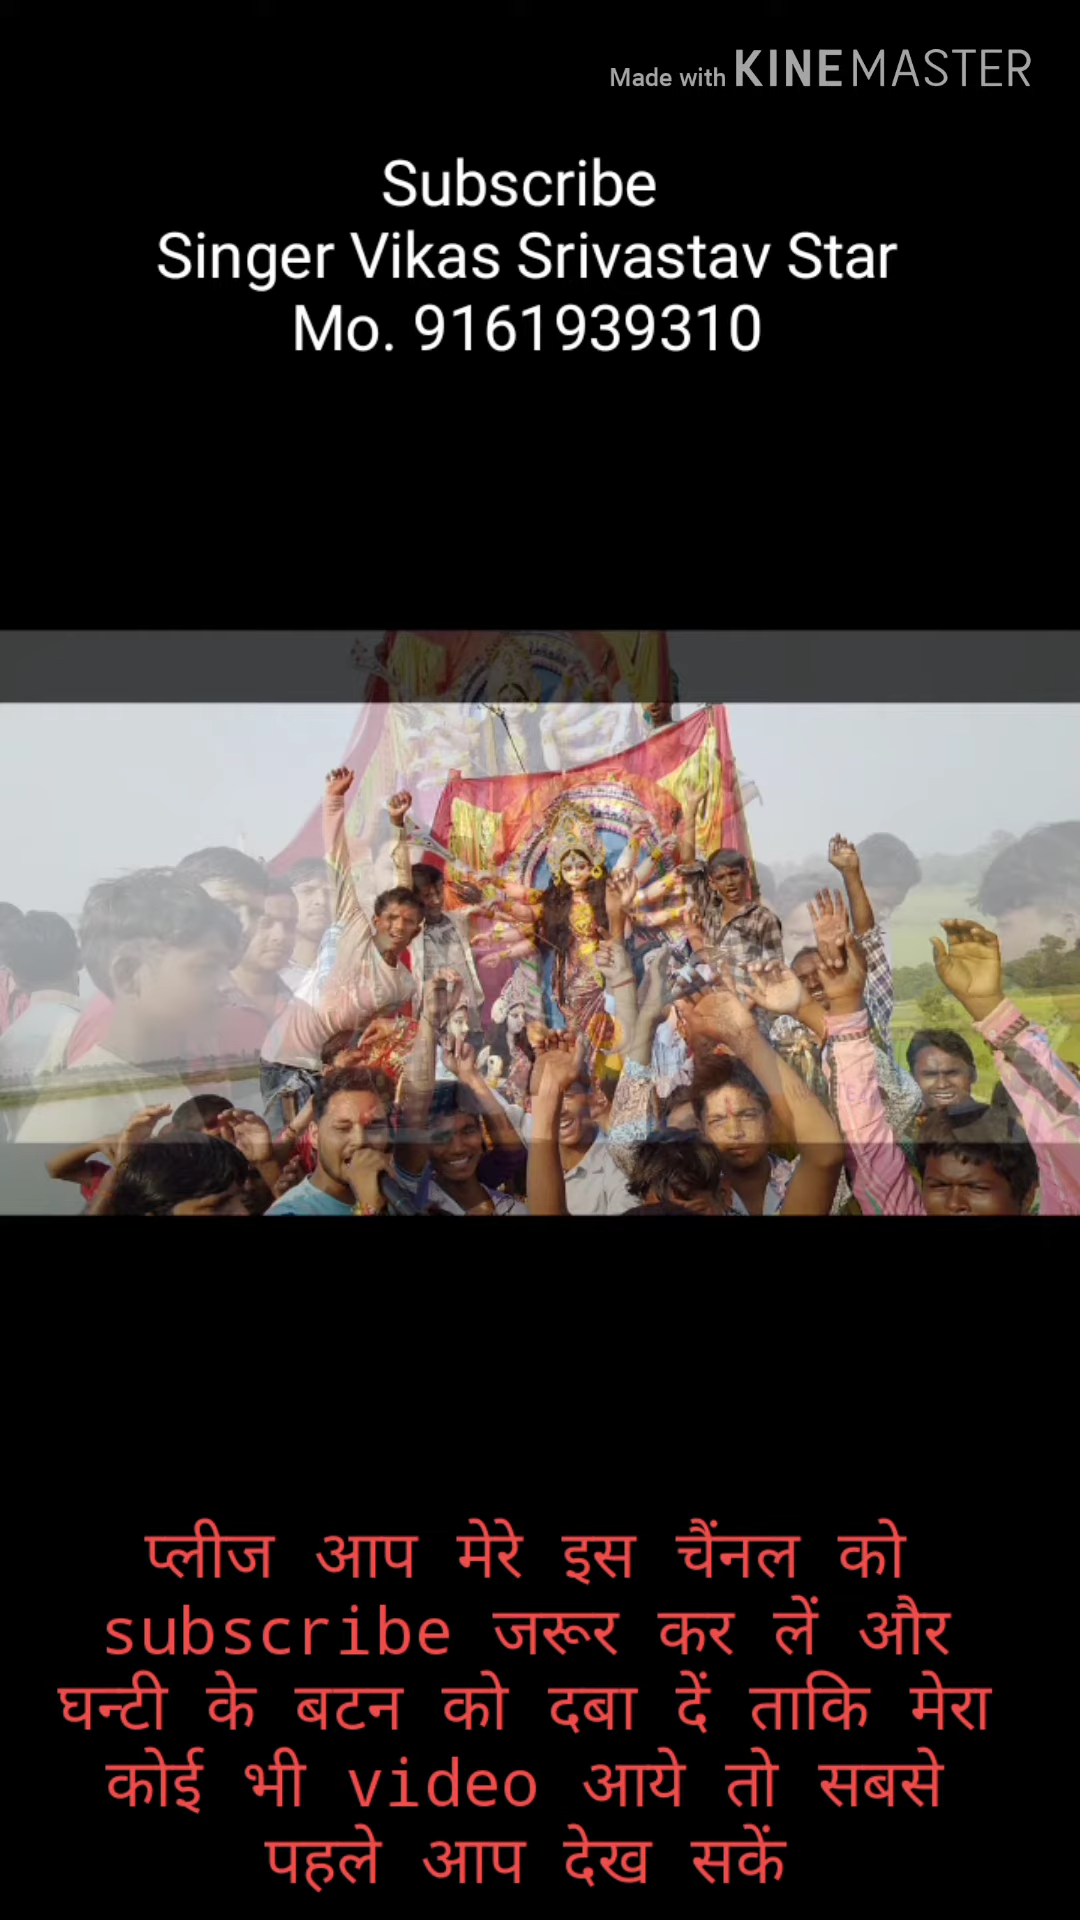 Made with KINEMASTER
Subscribe
Singer Vikas Srivastav Star
Mo. 9161939310
प्लीज आप मेरे इस चैंनल को
subscribe जरूर कर लें और
घन्टी के बटन को दबा दें ताकि मेरा
कोई भी video आये तो सबसे
पहले आप देख सकें